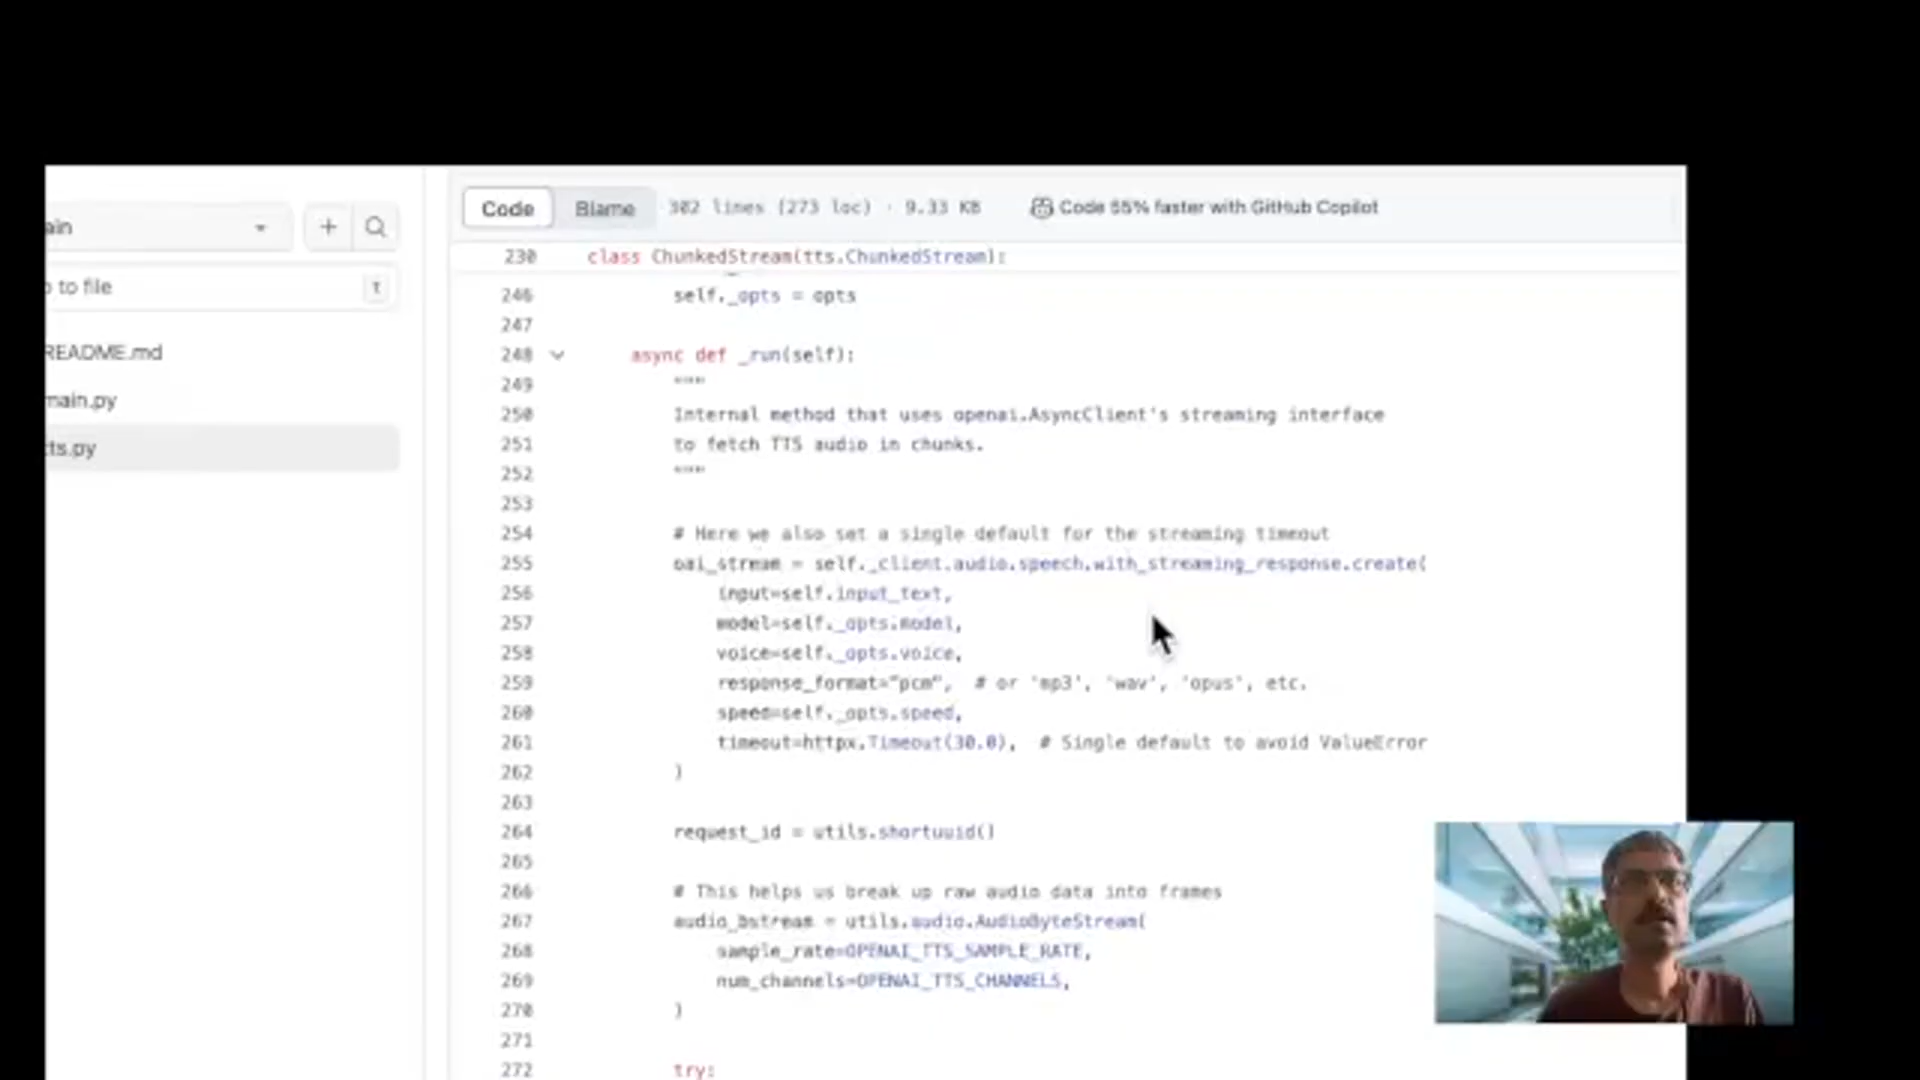 ain
Code Blame 302 lines (273 loc) · 9.33 KB Code 55% faster with GitHub Copilot
to file t
README.md
main.py
tts.py
230 class ChunkedStream(tts.ChunkedStream):
246 self._opts = opts
247
248 async def _run(self):
249 """
250 Internal method that uses openai.AsyncClient's streaming interface
251 to fetch TTS audio in chunks.
252 """
253
254 # Here we also set a single default for the streaming timeout
255 oai_stream = self._client.audio.speech.with_streaming_response.create(
256 input=self.input_text,
257 model=self._opts.model,
258 voice=self._opts.voice,
259 response_format="pcm", # or 'mp3', 'wav', 'opus', etc.
260 speed=self._opts.speed,
261 timeout=httpx.Timeout(30.0), # Single default to avoid ValueError
262 )
263
264 request_id = utils.shortuuid()
265
266 # This helps us break up raw audio data into frames
267 audio_bstream = utils.audio.AudioByteStream(
268 sample_rate=OPENAI_TTS_SAMPLE_RATE,
269 num_channels=OPENAI_TTS_CHANNELS,
270 )
271
272 try: